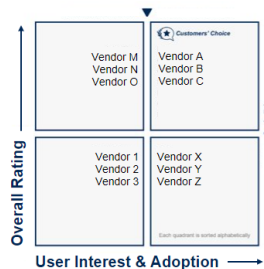 Customers' Choice
Vendor M
Vendor N
Vendor O
Vendor A
Vendor B
Vendor C
Overall Rating
Vendor 1
Vendor 2
Vendor 3
Vendor X
Vendor Y
Vendor Z
Each quadrant is sorted alphabetically
User Interest & Adoption